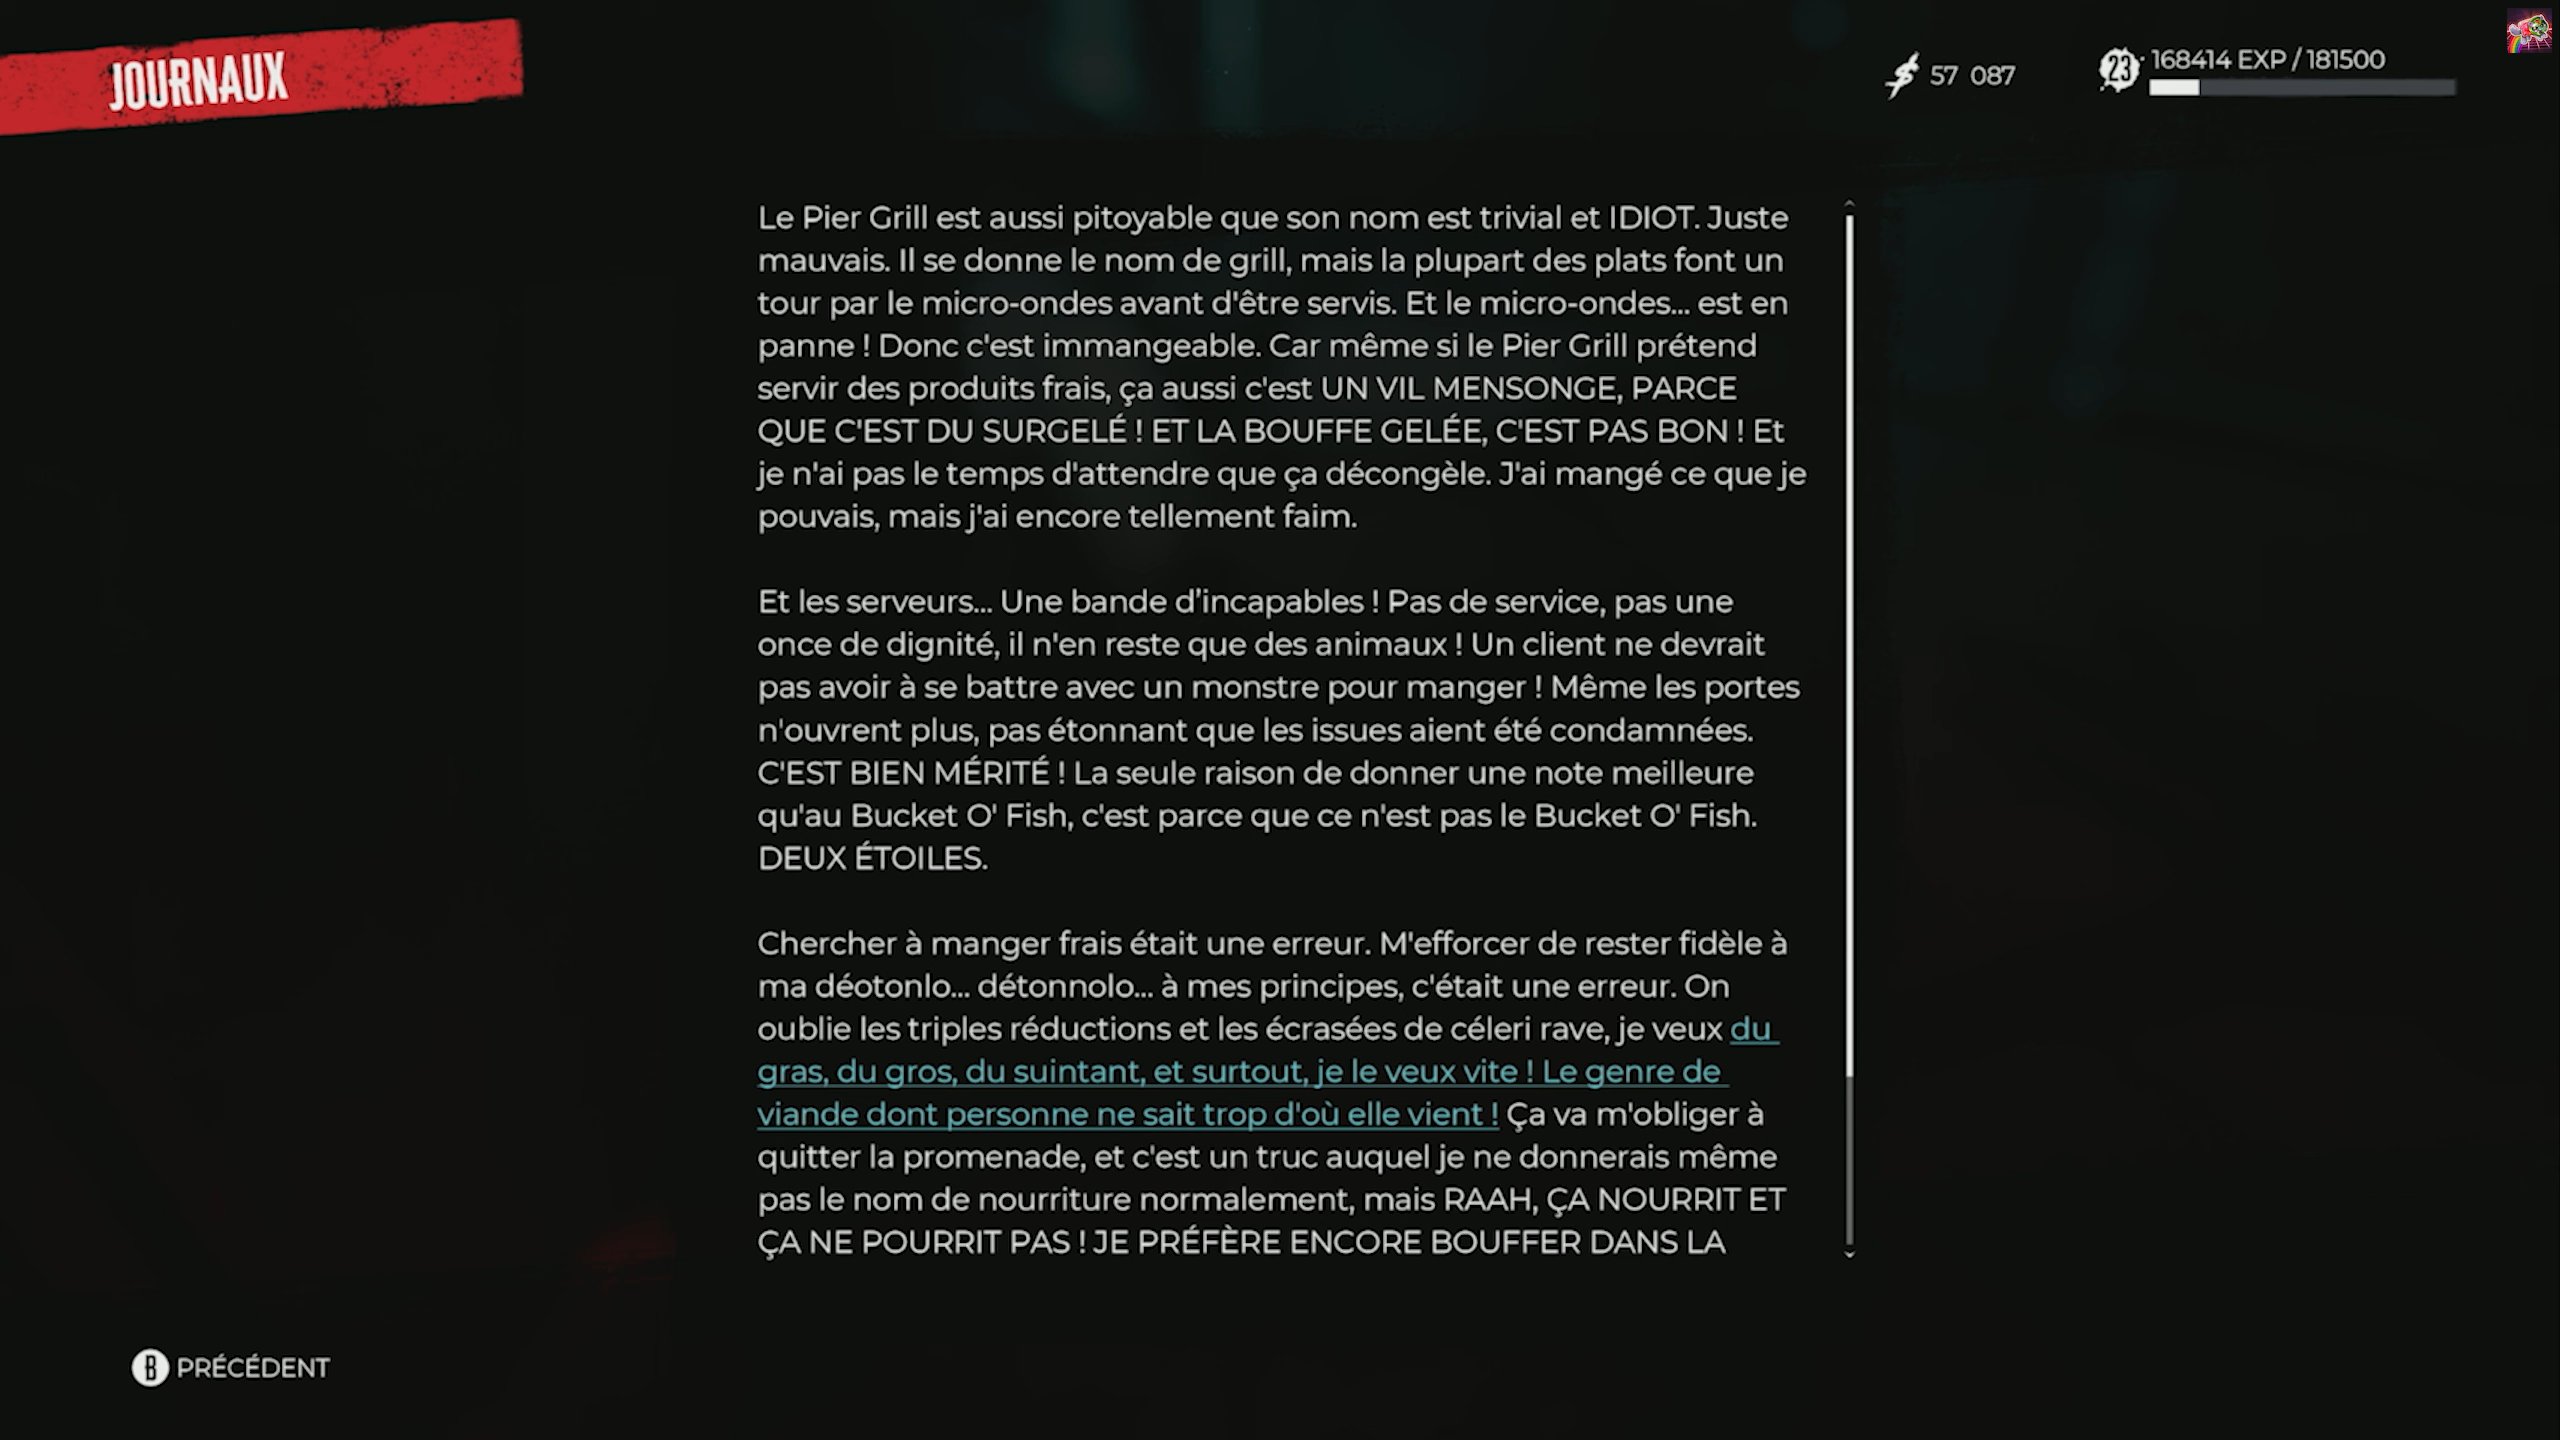 JOURNAUX
57 087
23
168414 EXP / 181500
Le Pier Grill est aussi pitoyable que son nom est trivial et IDIOT. Juste
mauvais. Il se donne le nom de grill, mais la plupart des plats font un
tour par le micro-ondes avant d'être servis. Et le micro-ondes... est en
panne ! Donc c'est immangeable. Car même si le Pier Grill prétend
servir des produits frais, ça aussi c'est UN VIL MENSONGE, PARCE
QUE C'EST DU SURGELÉ ! ET LA BOUFFE GELÉE, C'EST PAS BON ! Et
je n'ai pas le temps d'attendre que ça décongèle. J'ai mangé ce que je
pouvais, mais j'ai encore tellement faim.
Et les serveurs... Une bande d’incapables ! Pas de service, pas une
once de dignité, il n'en reste que des animaux ! Un client ne devrait
pas avoir à se battre avec un monstre pour manger ! Même les portes
n'ouvrent plus, pas étonnant que les issues aient été condamnées.
C'EST BIEN MÉRITÉ ! La seule raison de donner une note meilleure
qu'au Bucket O' Fish, c'est parce que ce n'est pas le Bucket O' Fish.
DEUX ÉTOILES.
Chercher à manger frais était une erreur. M'efforcer de rester fidèle à
ma déotonlo... détonnolo... à mes principes, c'était une erreur. On
oublie les triples réductions et les écrasées de céleri rave, je veux du
gras, du gros, du suintant, et surtout, je le veux vite ! Le genre de
viande dont personne ne sait trop d'où elle vient ! Ça va m'obliger à
quitter la promenade, et c'est un truc auquel je ne donnerais même
pas le nom de nourriture normalement, mais RAAH, ÇA NOURRIT ET
ÇA NE POURRIT PAS ! JE PRÉFÈRE ENCORE BOUFFER DANS LA
B PRÉCÉDENT